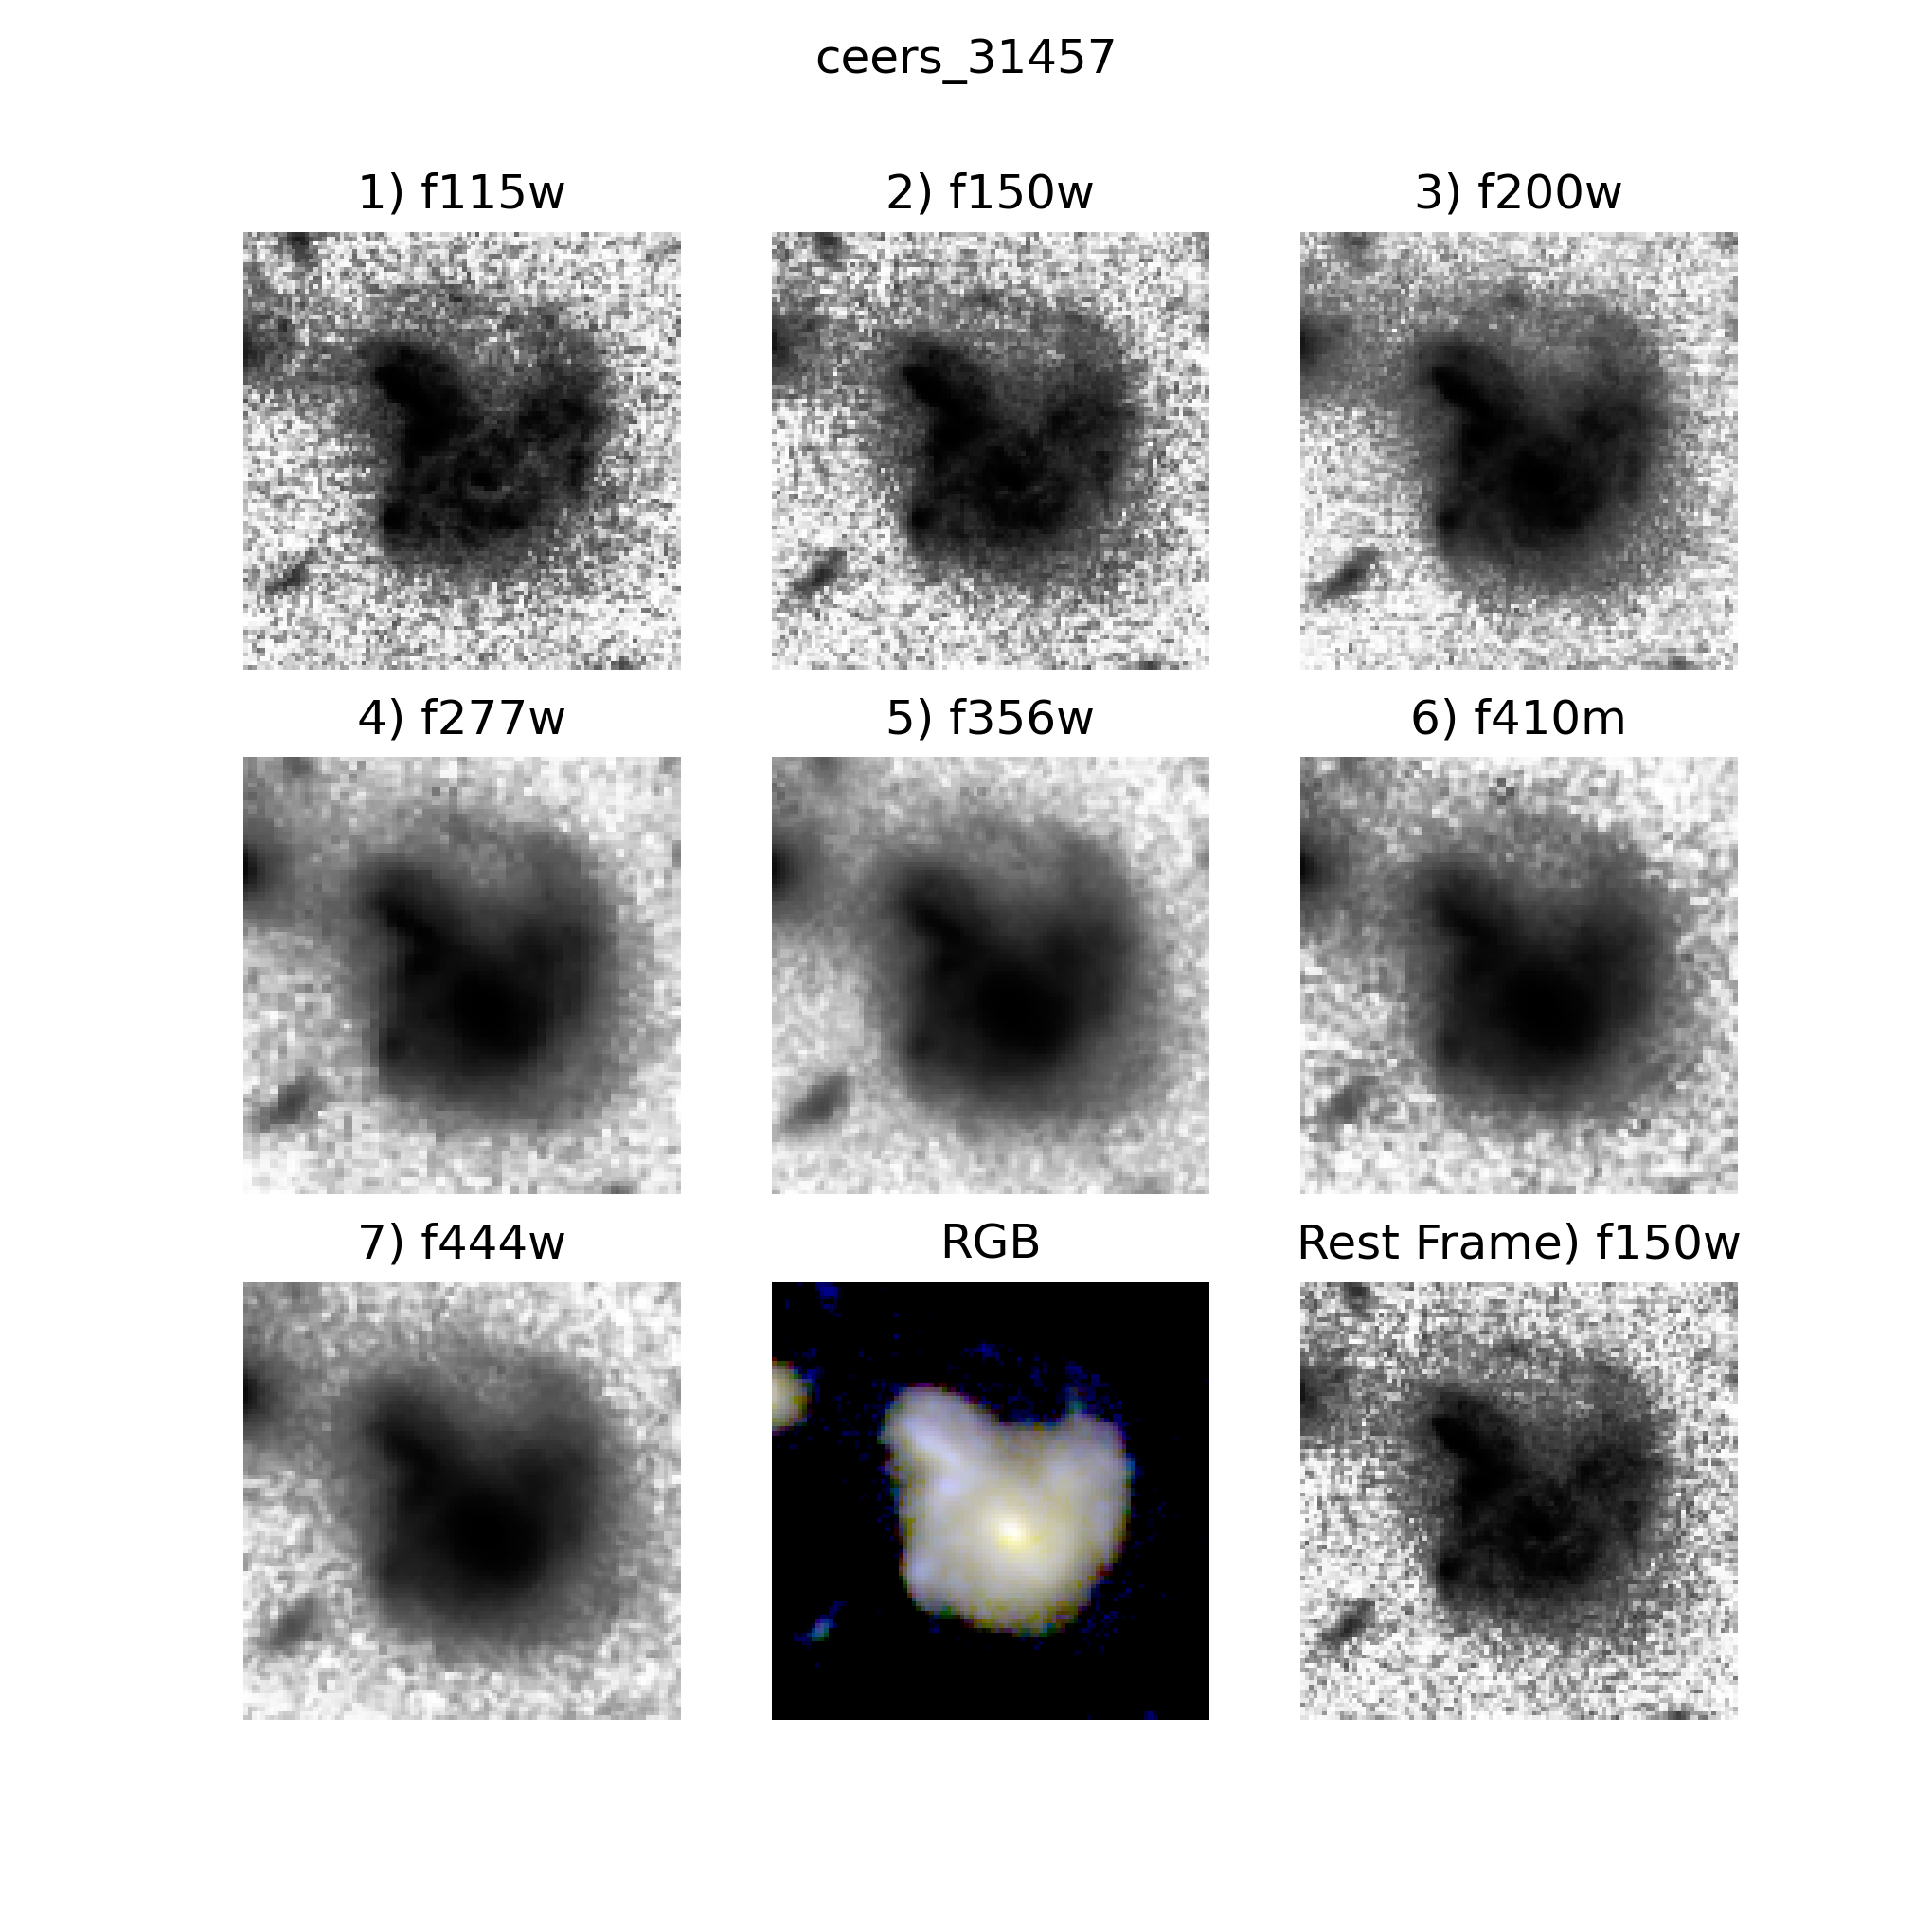 ceers_31457
1) f115w
2) f150w
3) f200w
4) f277w
5) f356w
6) f410m
7) f444w
RGB
Rest Frame) f150w